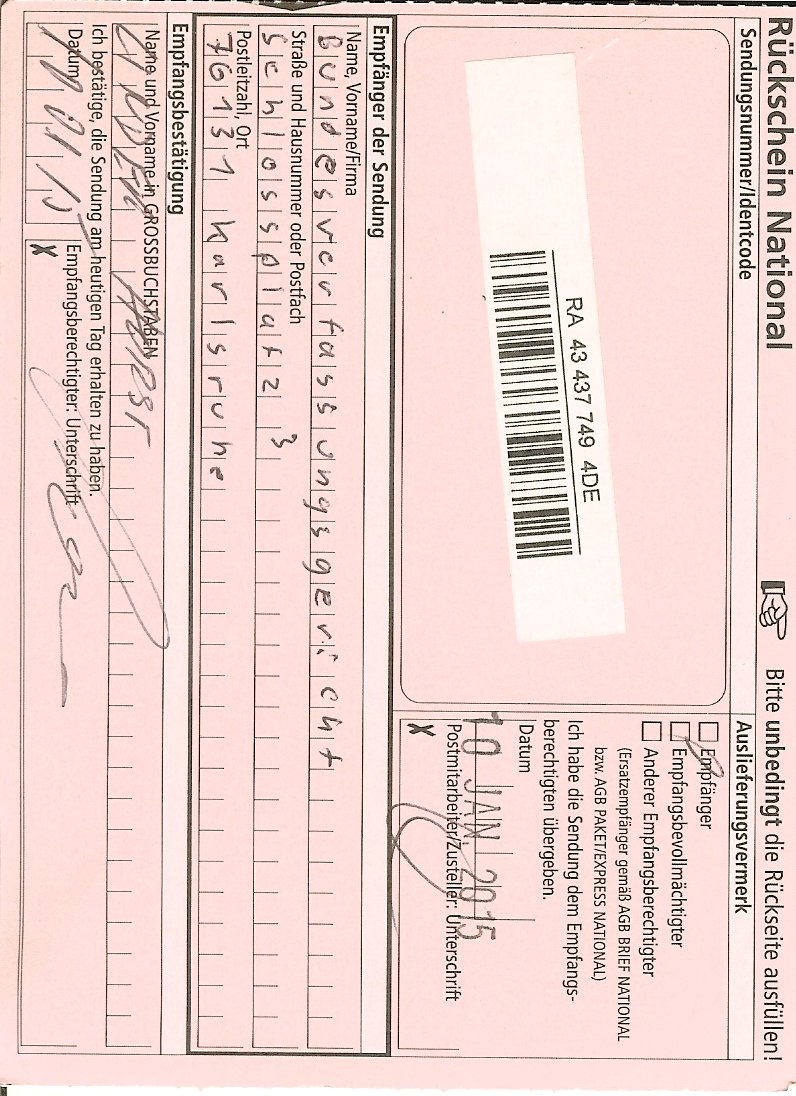 Rückschein National
Bitte unbedingt die Rückseite ausfüllen!
Sendungsnummer/Identcode
RA 43 437 749 4DE
Auslieferungsvermerk
Empfänger
Empfangsbevollmächtigter
Anderer Empfangsberechtigter
(Ersatzempfänger gemäß AGB BRIEF NATIONAL
bzw. AGB PAKET/EXPRESS NATIONAL)
Ich habe die Sendung dem Empfangs-
berechtigten übergeben.
Datum
10 JAN. 2015
Postmitarbeiter/Zusteller: Unterschrift
X
Empfänger der Sendung
Name, Vorname/Firma
Bundesverfassungsgericht
Straße und Hausnummer oder Postfach
Schlossplatz 3
Postleitzahl, Ort
76131 Karlsruhe
Empfangsbestätigung
Name und Vorname in GROSSBUCHSTABEN
Ich bestätige, die Sendung am heutigen Tag erhalten zu haben.
Datum
10.01.15
Empfangsberechtigter: Unterschrift
X